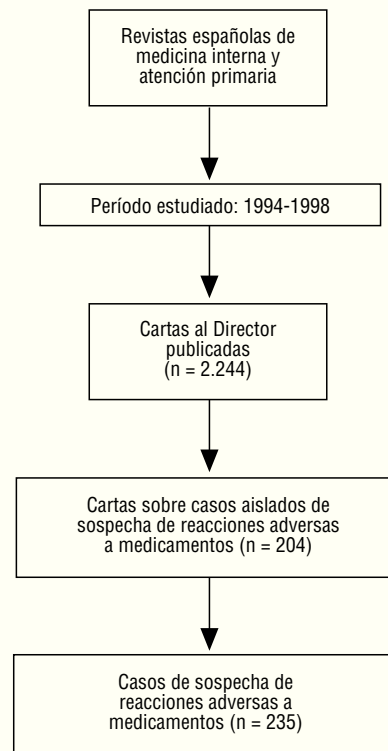 Revistas españolas de
medicina interna y
atención primaria
Período estudiado: 1994-1998
Cartas al Director
publicadas
(n = 2.244)
Cartas sobre casos aislados de
sospecha de reacciones adversas
a medicamentos (n = 204)
Casos de sospecha de
reacciones adversas a
medicamentos (n = 235)